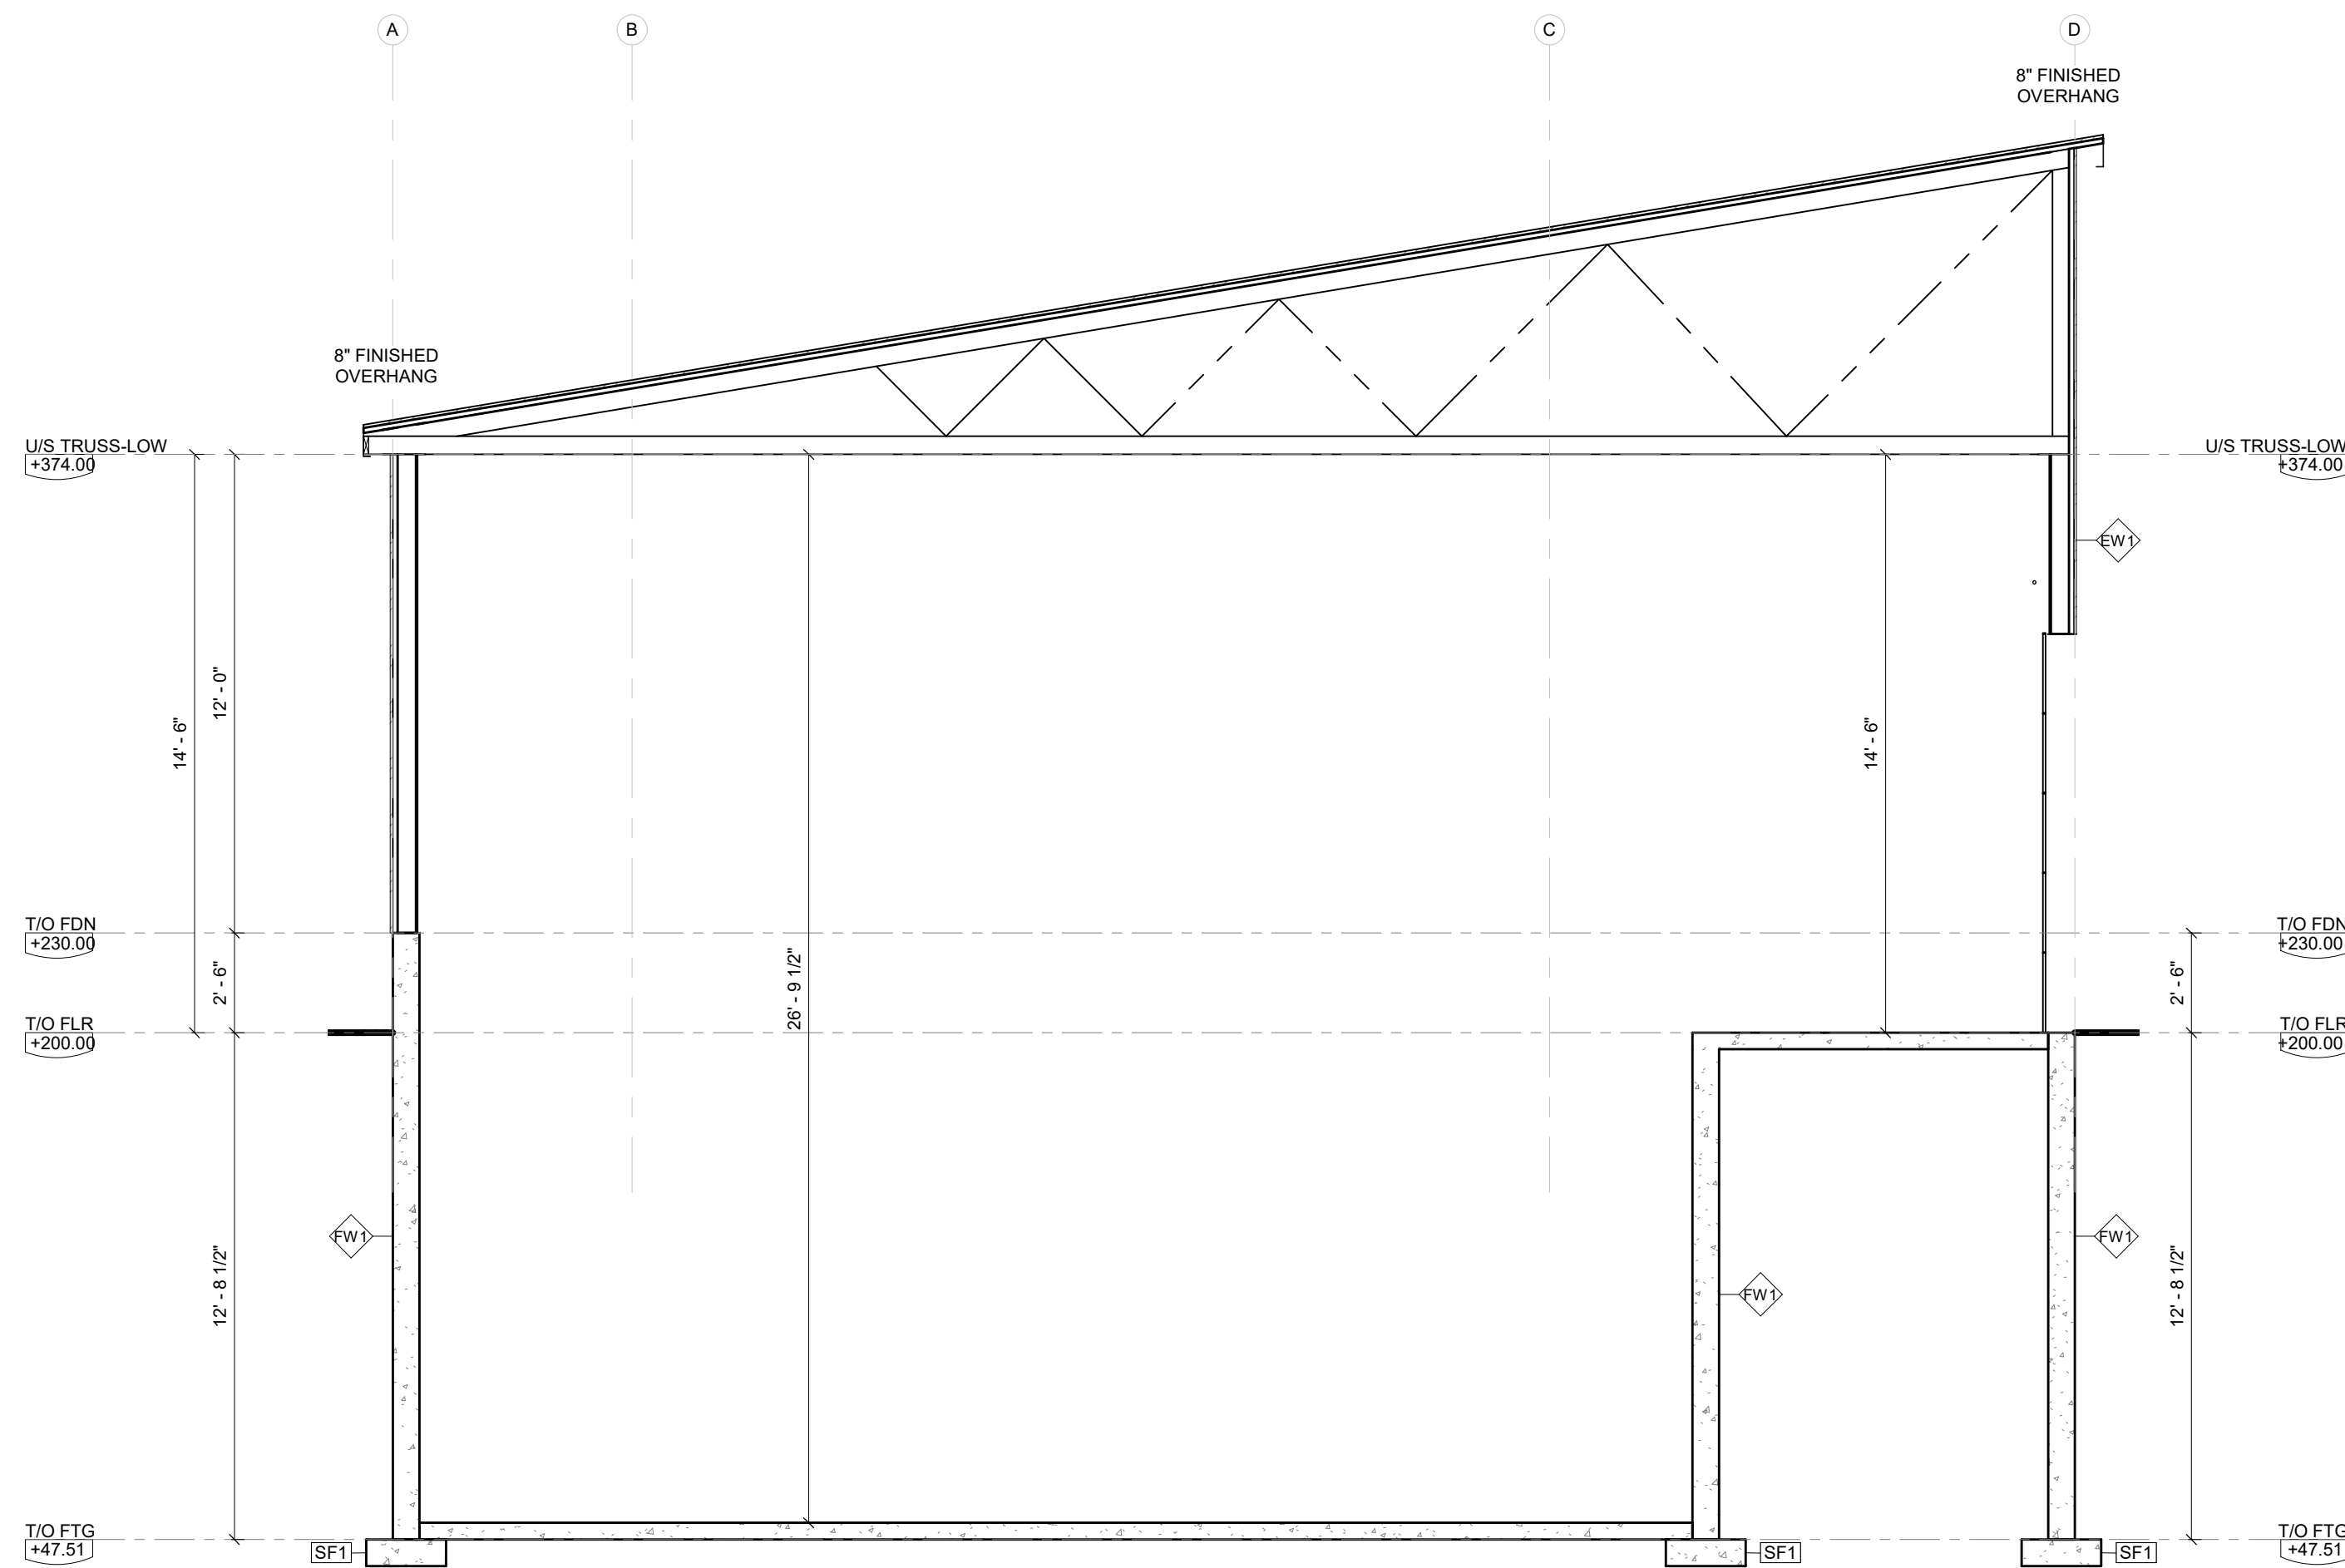 A
B
C
D
8" FINISHED
OVERHANG
8" FINISHED
OVERHANG
U/S TRUSS-LOW
+374.00
U/S TRUSS-LOW
+374.00
EW1
12' - 0"
14' - 6"
14' - 6"
T/O FDN
+230.00
T/O FDN
+230.00
2' - 6"
26' - 9 1/2"
2' - 6"
T/O FLR
+200.00
T/O FLR
+200.00
FW1
FW1
FW1
12' - 8 1/2"
12' - 8 1/2"
T/O FTG
+47.51
T/O FTG
+47.51
SF1
SF1
SF1